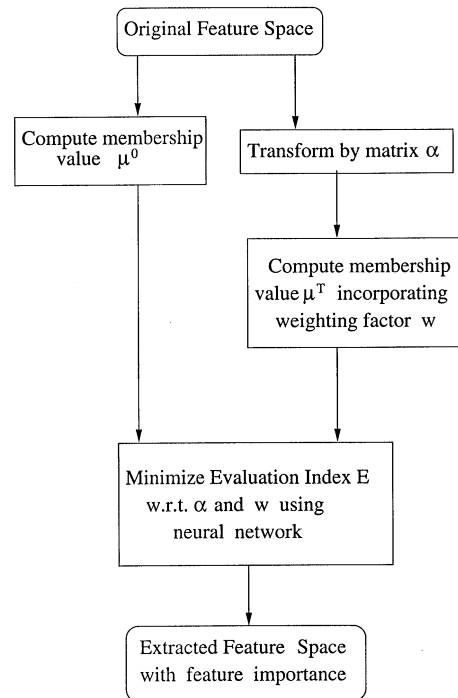 Original Feature Space
Compute membership
value μ⁰
Transform by matrix α
Compute membership
value μᵀ incorporating
weighting factor w
Minimize Evaluation Index E
w.r.t. α and w using
neural network
Extracted Feature Space
with feature importance